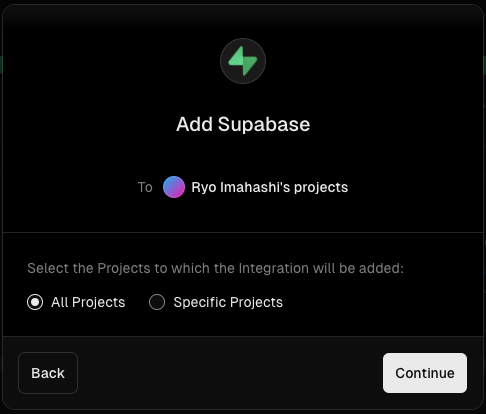 Add Supabase
To Ryo Imahashi's projects
Select the Projects to which the Integration will be added:
All Projects Specific Projects
Back Continue